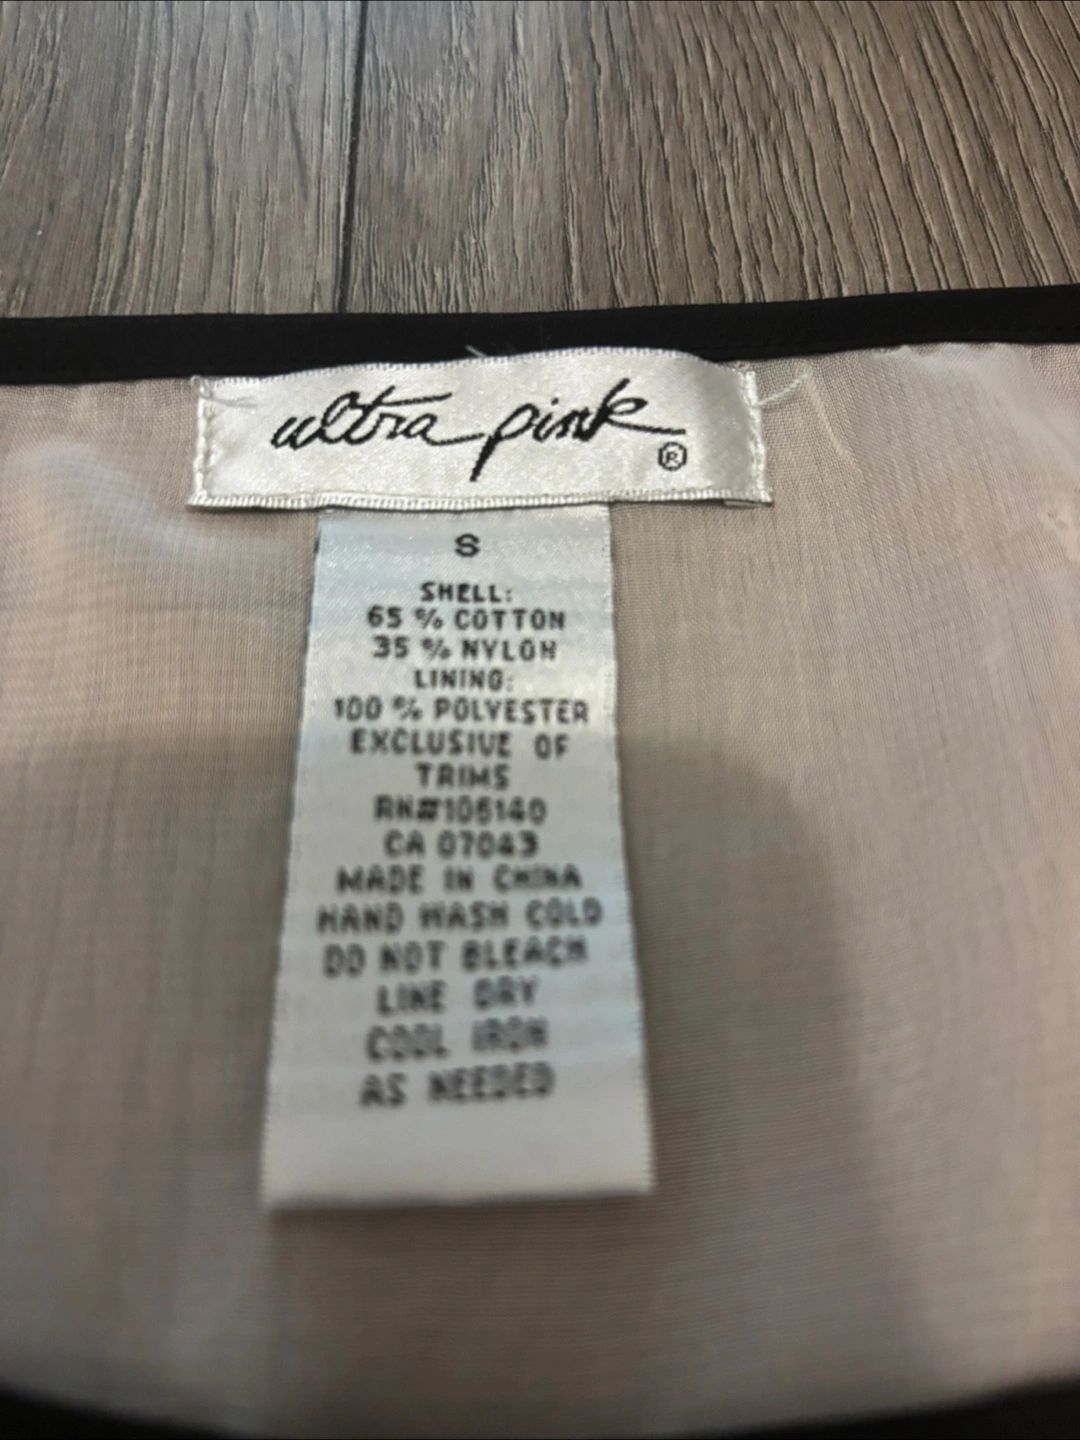 ultra pink ®
S
SHELL:
65 % COTTON
35 % NYLON
LINING:
100 % POLYESTER
EXCLUSIVE OF
TRIMS
RN#106140
CA 07043
MADE IN CHINA
HAND WASH COLD
DO NOT BLEACH
LINE DRY
COOL IRON
AS NEEDED